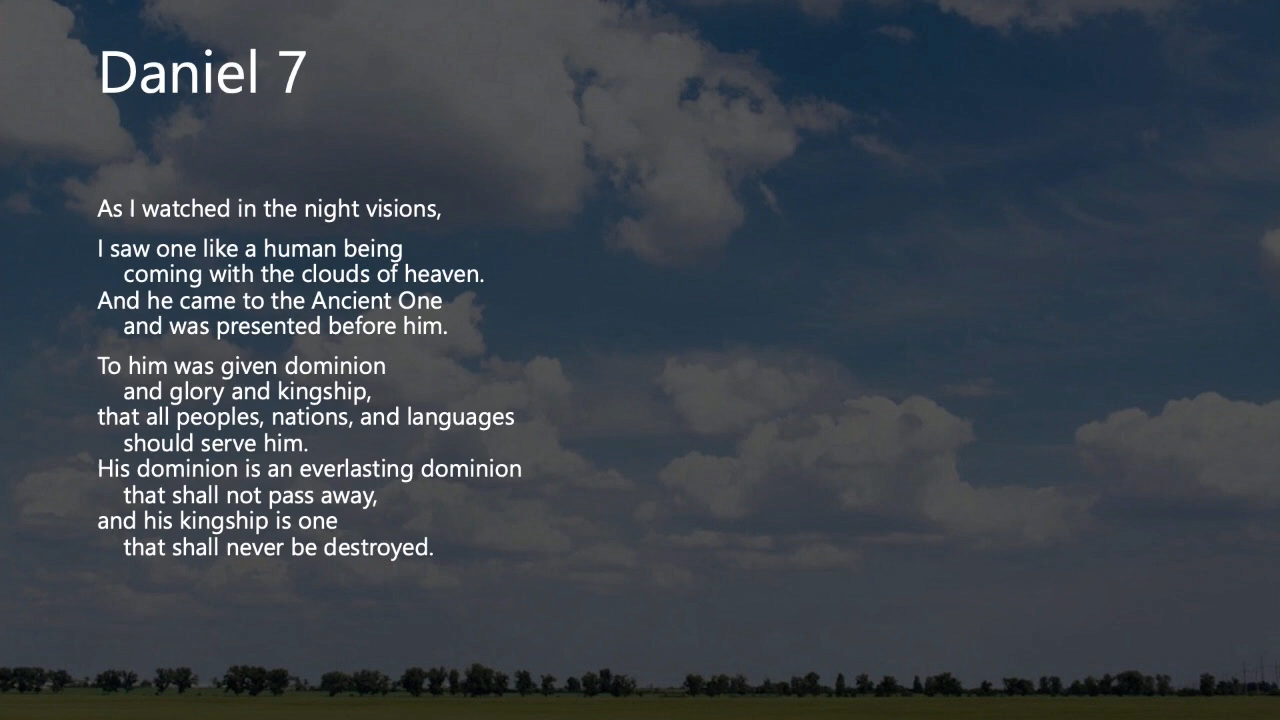 Daniel 7
As I watched in the night visions,
I saw one like a human being
coming with the clouds of heaven.
And he came to the Ancient One
and was presented before him.
To him was given dominion
and glory and kingship,
that all peoples, nations, and languages
should serve him.
His dominion is an everlasting dominion
that shall not pass away,
and his kingship is one
that shall never be destroyed.